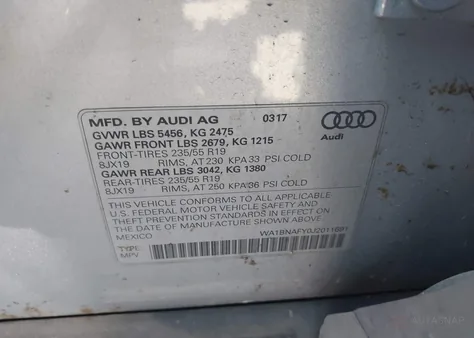 MFD. BY AUDI AG 0317
GVWR LBS 5456, KG 2475
GAWR FRONT LBS 2679, KG 1215
FRONT-TIRES 235/55 R19
8JX19 RIMS, AT 230 KPA 33 PSI COLD
GAWR REAR LBS 3042, KG 1380
REAR-TIRES 235/55 R19
8JX19 RIMS, AT 250 KPA 36 PSI COLD
Audi
THIS VEHICLE CONFORMS TO ALL APPLICABLE
U.S. FEDERAL MOTOR VEHICLE SAFETY AND
THEFT PREVENTION STANDARDS IN EFFECT ON
THE DATE OF MANUFACTURE SHOWN ABOVE.
MEXICO
TYPE:
MPV